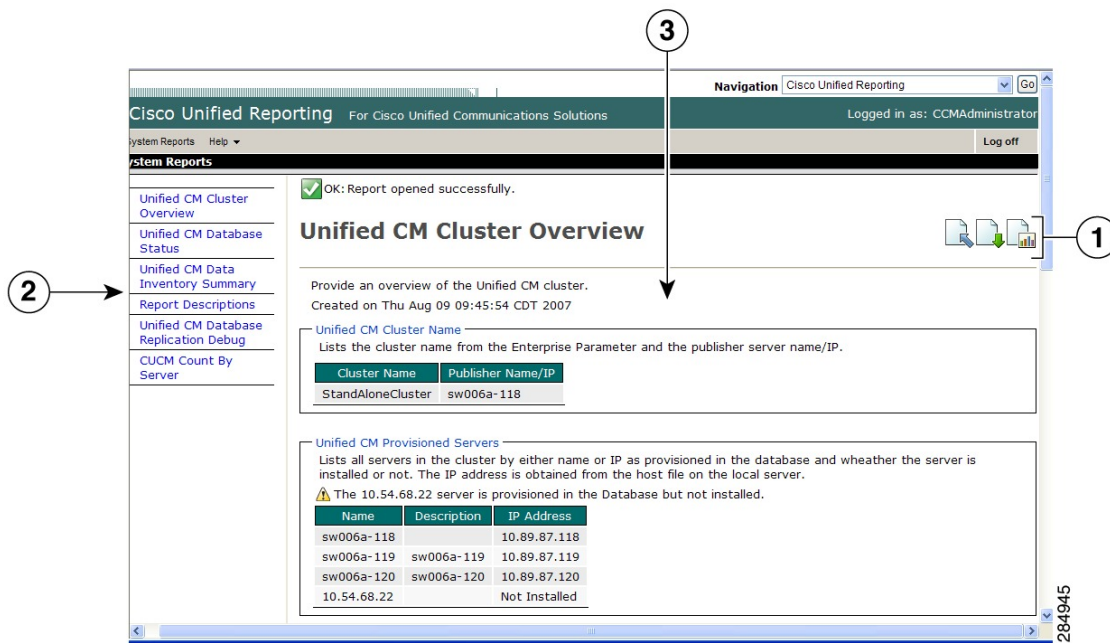 3
Navigation Cisco Unified Reporting Go
Cisco Unified Reporting For Cisco Unified Communications Solutions
Logged in as: CCMAdministrator
ystem Reports Help
Log off
ystem Reports
Unified CM Cluster
Overview
Unified CM Database
Status
Unified CM Data
Inventory Summary
Report Descriptions
Unified CM Database
Replication Debug
CUCM Count By
Server
2
OK: Report opened successfully.
Unified CM Cluster Overview
1
Provide an overview of the Unified CM cluster.
Created on Thu Aug 09 09:45:54 CDT 2007
Unified CM Cluster Name
Lists the cluster name from the Enterprise Parameter and the publisher server name/IP.
Cluster Name Publisher Name/IP
StandAloneCluster sw006a-118
Unified CM Provisioned Servers
Lists all servers in the cluster by either name or IP as provisioned in the database and wheather the server is
installed or not. The IP address is obtained from the host file on the local server.
The 10.54.68.22 server is provisioned in the Database but not installed.
Name Description IP Address
sw006a-118 10.89.87.118
sw006a-119 sw006a-119 10.89.87.119
sw006a-120 sw006a-120 10.89.87.120
10.54.68.22 Not Installed
284945